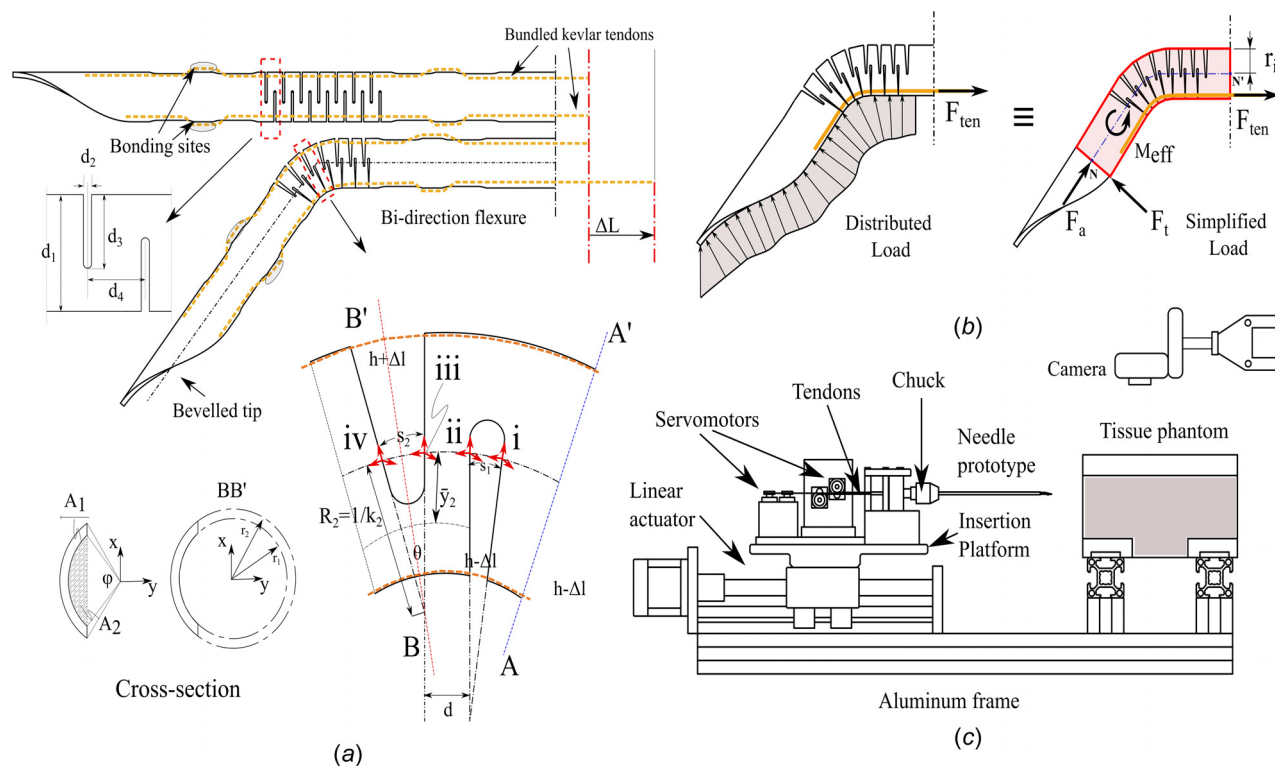 Bundled kevlar tendons
Bonding sites
d2
d3
d1
d4
ΔL
Bi-direction flexure
Bevelled tip
B'
A'
h+Δl
iii
iv
s2
ii
i
s1
ȳ2
R2=1/k2
θ
h-Δl
h-Δl
B
A
d
A1
x
φ
y
A2
BB'
x
r2
r1
y
Cross-section
(a)
Ften
Distributed
Load
≡
ri
N'
Ften
Meff
N
Fa
Ft
Simplified
Load
(b)
Camera
Servomotors
Tendons
Chuck
Needle
prototype
Tissue phantom
Linear
actuator
Insertion
Platform
Aluminum frame
(c)